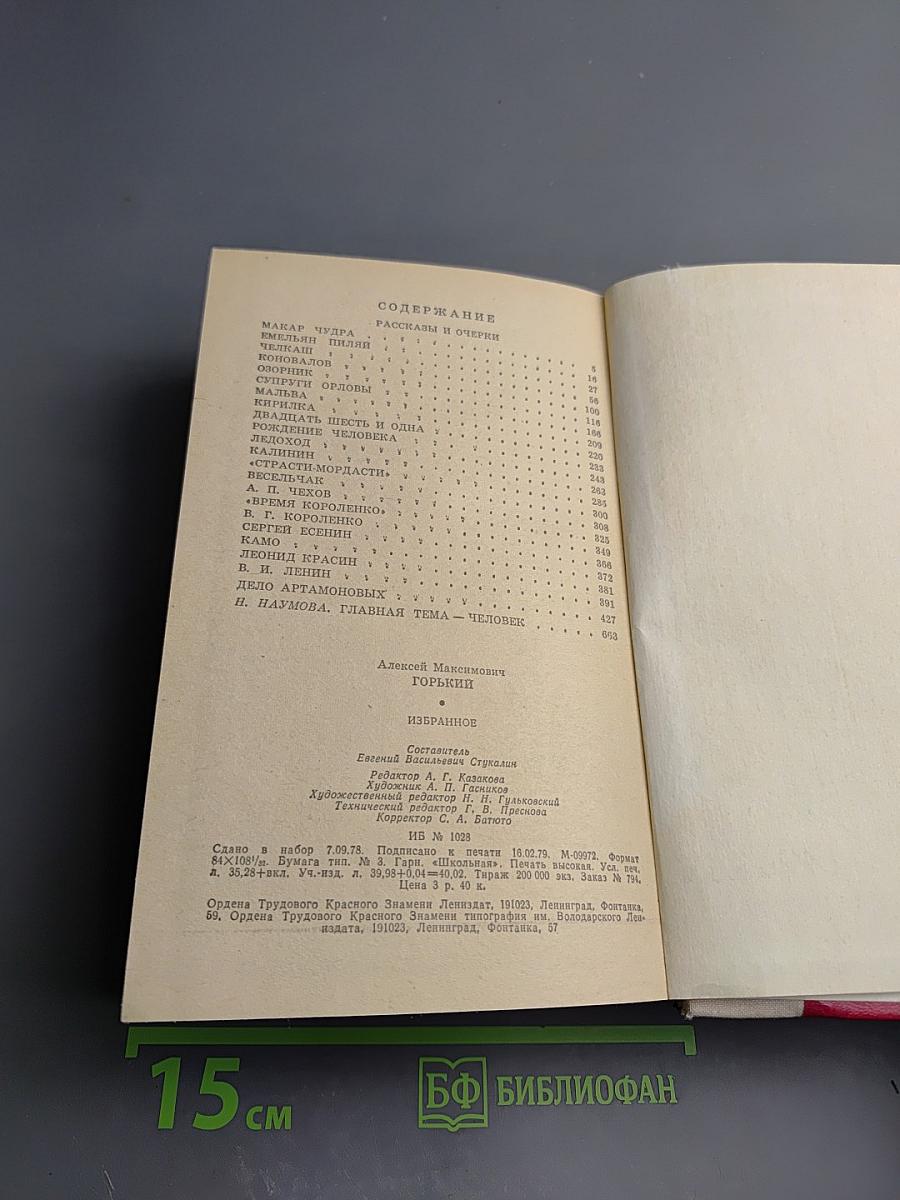 СОДЕРЖАНИЕ
РАССКАЗЫ И ОЧЕРКИ
МАКАР ЧУДРА 5
ЕМЕЛЬЯН ПИЛЯЙ 16
ЧЕЛКАШ 27
КОНОВАЛОВ 56
ОЗОРНИК 100
СУПРУГИ ОРЛОВЫ 116
МАЛЬВА 166
КИРИЛКА 209
ДВАДЦАТЬ ШЕСТЬ И ОДНА 220
РОЖДЕНИЕ ЧЕЛОВЕКА 233
ЛЕДОХОД 243
КАЛИНИН 263
«СТРАСТИ-МОРДАСТИ» 285
ВЕСЕЛЬЧАК 300
А. П. ЧЕХОВ 308
«ВРЕМЯ КОРОЛЕНКО» 325
В. Г. КОРОЛЕНКО 349
СЕРГЕЙ ЕСЕНИН 366
КАМО 372
ЛЕОНИД КРАСИН 381
В. И. ЛЕНИН 391
ДЕЛО АРТАМОНОВЫХ 427
Н. НАУМОВА. ГЛАВНАЯ ТЕМА — ЧЕЛОВЕК 663
Алексей Максимович
ГОРЬКИЙ
ИЗБРАННОЕ
Составитель
Евгений Васильевич Стукалин
Редактор А. Г. Казакова
Художник А. П. Гасников
Художественный редактор Н. Н. Гульковский
Технический редактор Г. В. Преснова
Корректор С. А. Батюто
ИБ № 1028
Сдано в набор 7.09.78. Подписано к печати 16.02.79. М-09972. Формат
84×108¹/₃₂. Бумага тип. № 3. Гарн. «Школьная». Печать высокая. Усл. печ.
л. 35,28+вкл. Уч.-изд. л. 39,98+0,04=40,02. Тираж 200 000 экз. Заказ № 794.
Цена 3 р. 40 к.
Ордена Трудового Красного Знамени Лениздат, 191023, Ленинград, Фонтанка,
59. Ордена Трудового Красного Знамени типография им. Володарского Лен-
издата, 191023, Ленинград, Фонтанка, 57
15 см
БФ БИБЛИОФАН